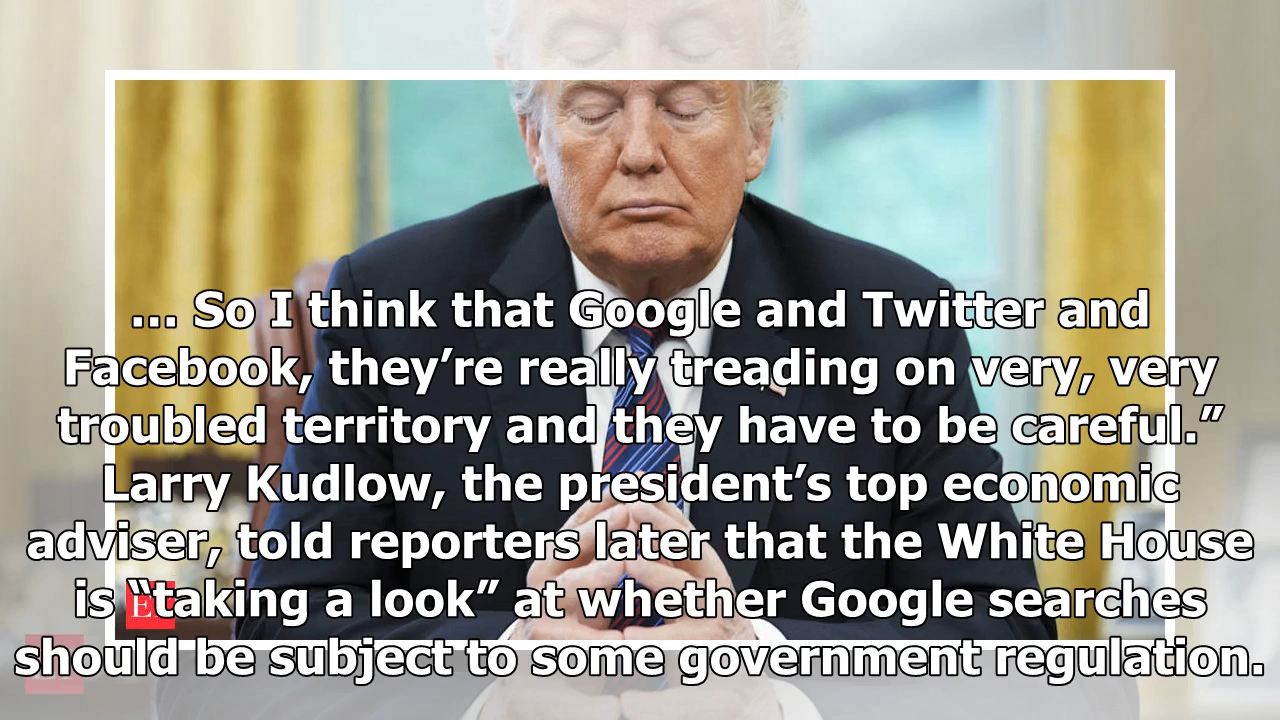 ... So I think that Google and Twitter and
Facebook, they’re really treading on very, very
troubled territory and they have to be careful.”
Larry Kudlow, the president’s top economic
adviser, told reporters later that the White House
is “taking a look” at whether Google searches
should be subject to some government regulation.